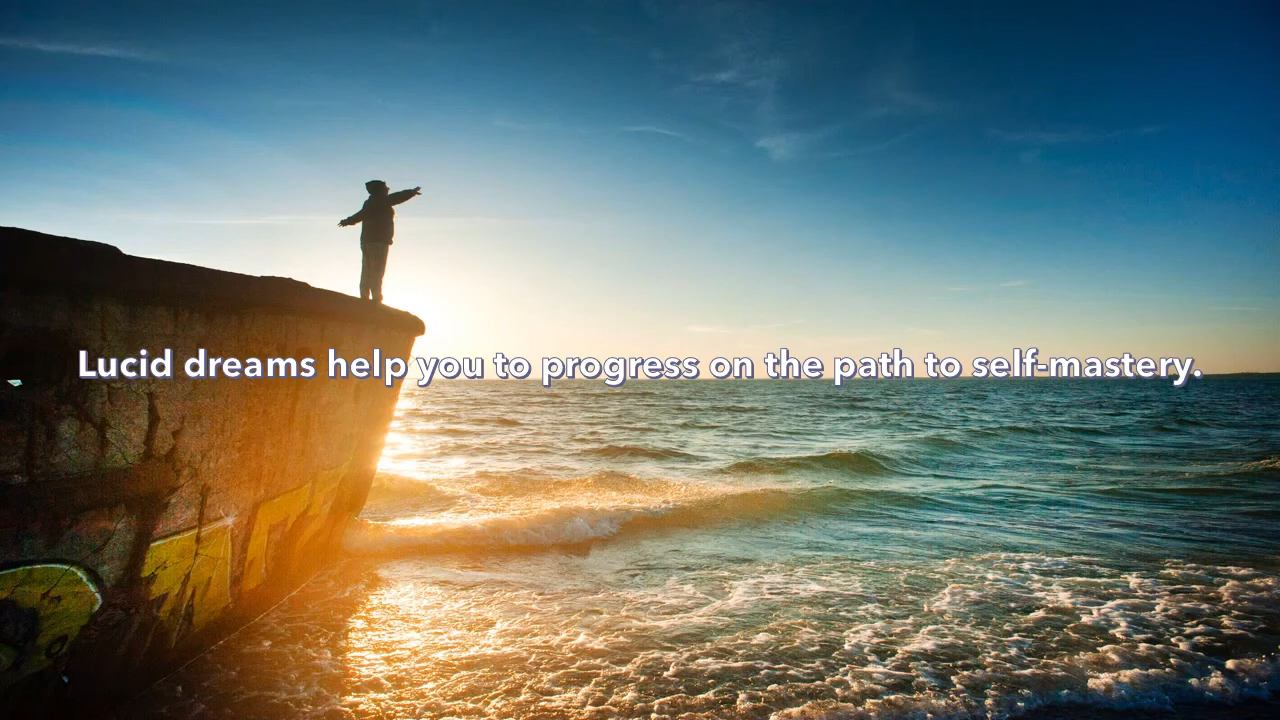 Lucid dreams help you to progress on the path to self-mastery.